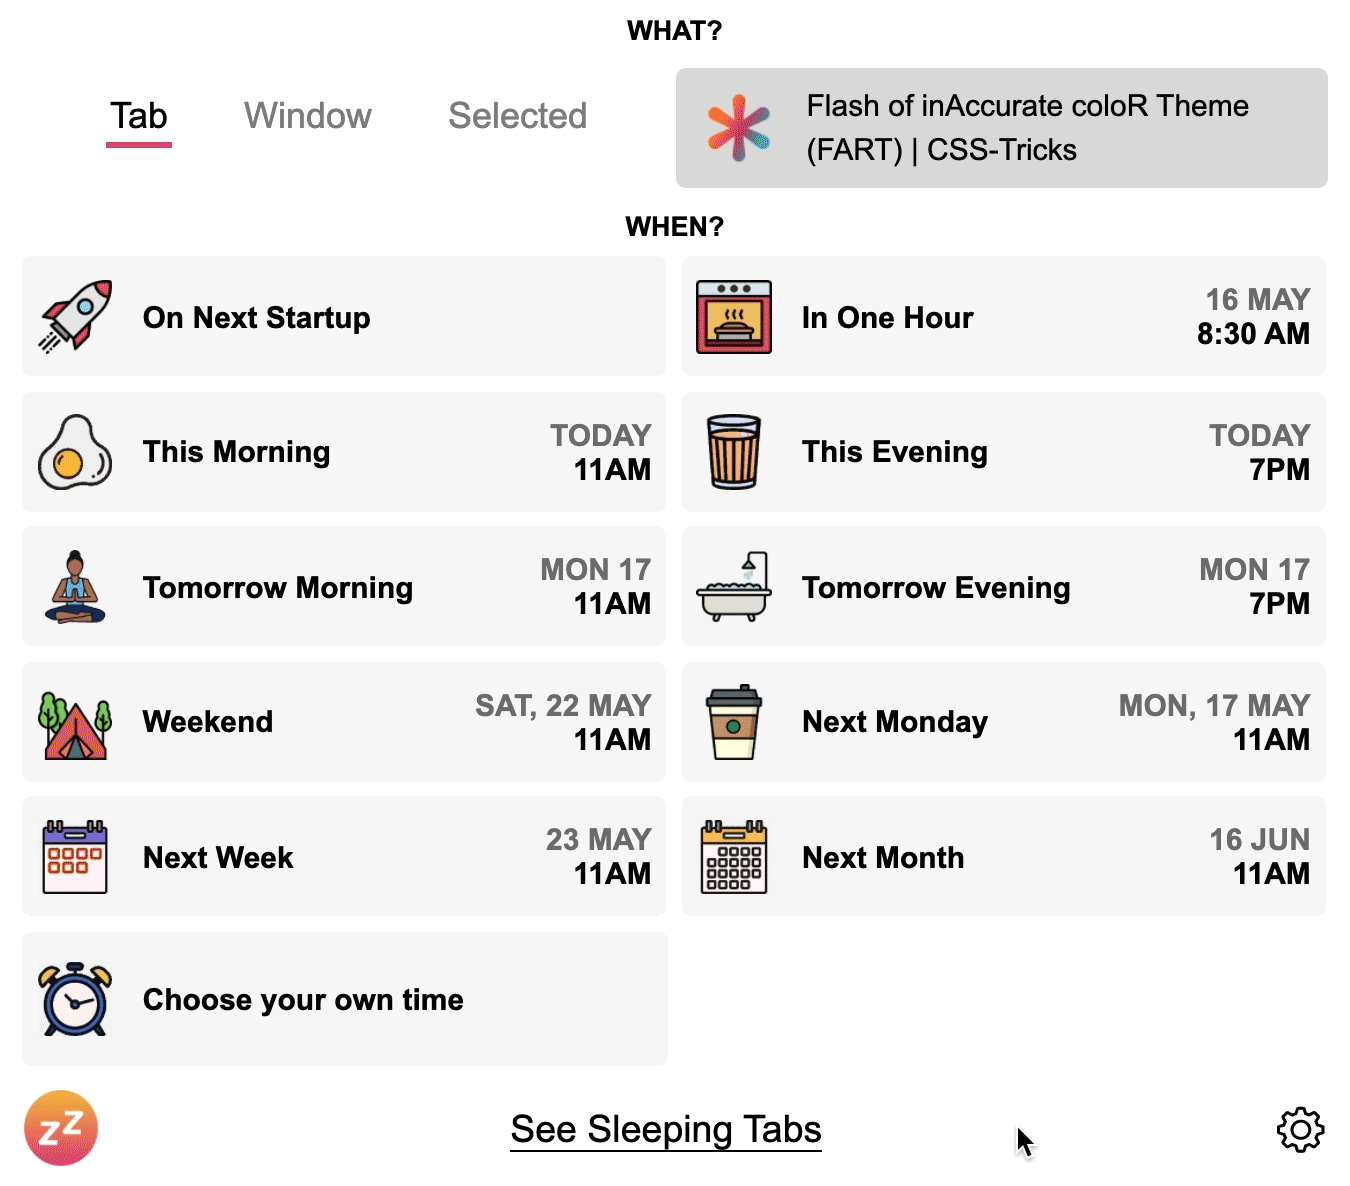 WHAT?
Tab
Window
Selected
Flash of inAccurate coloR Theme
(FART) | CSS-Tricks
WHEN?
On Next Startup
In One Hour
16 MAY
8:30 AM
This Morning
TODAY
11AM
This Evening
TODAY
7PM
Tomorrow Morning
MON 17
11AM
Tomorrow Evening
MON 17
7PM
Weekend
SAT, 22 MAY
11AM
Next Monday
MON, 17 MAY
11AM
Next Week
23 MAY
11AM
Next Month
16 JUN
11AM
Choose your own time
zZ
See Sleeping Tabs